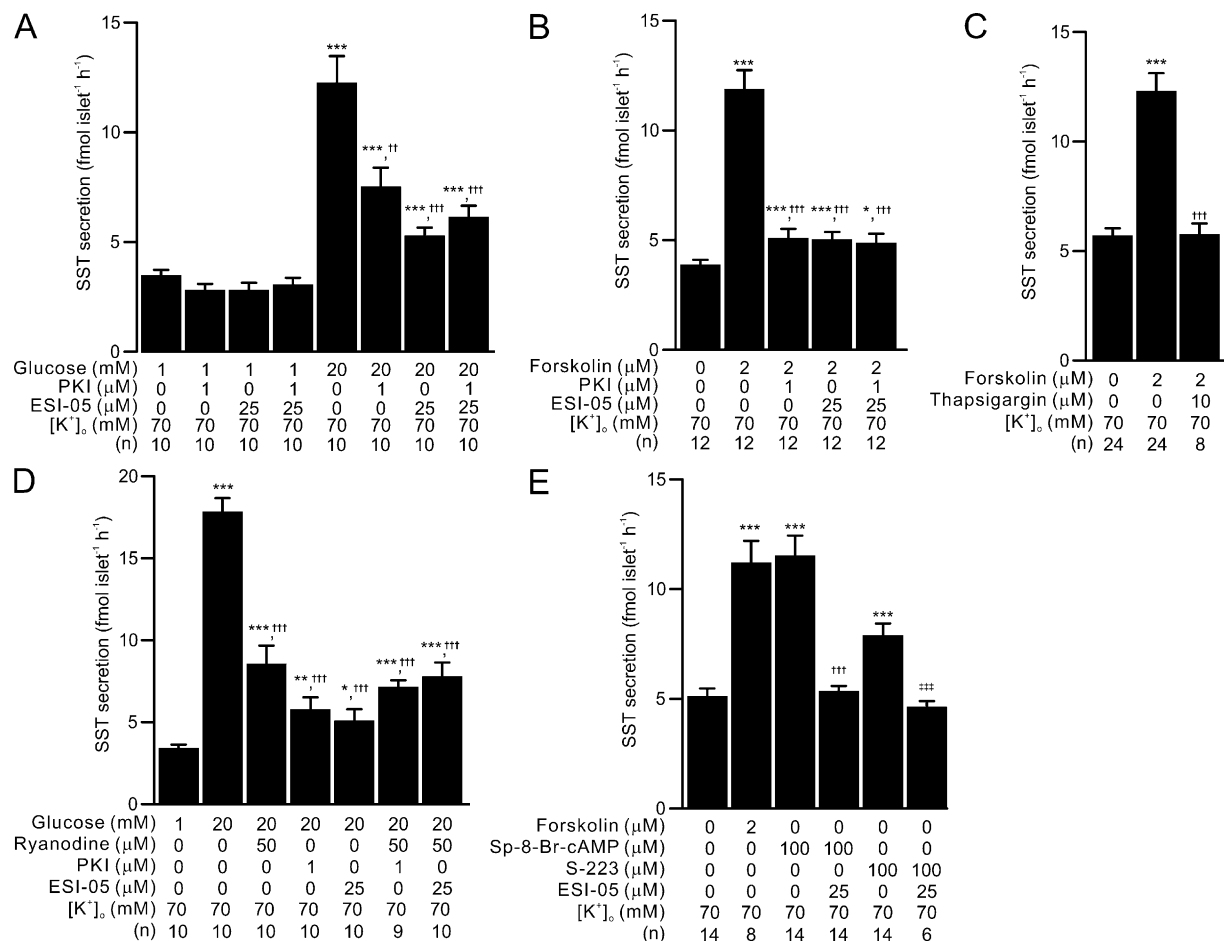 A
SST secretion (fmol islet⁻¹ h⁻¹)
15
10
5
0
***
***,††
***,†††
***,†††
Glucose (mM) 1 1 1 1 20 20 20 20
PKI (μM) 0 1 0 1 0 1 0 1
ESI-05 (μM) 0 0 25 25 0 0 25 25
[K⁺]ₒ (mM) 70 70 70 70 70 70 70 70
(n) 10 10 10 10 10 10 10 10
B
SST secretion (fmol islet⁻¹ h⁻¹)
15
10
5
0
***
***,†††
***,†††
*,†††
Forskolin (μM) 0 2 2 2 2
PKI (μM) 0 0 1 0 1
ESI-05 (μM) 0 0 0 25 25
[K⁺]ₒ (mM) 70 70 70 70 70
(n) 12 12 12 12 12
C
SST secretion (fmol islet⁻¹ h⁻¹)
15
10
5
0
***
†††
Forskolin (μM) 0 2 2
Thapsigargin (μM) 0 0 10
[K⁺]ₒ (mM) 70 70 70
(n) 24 24 8
D
SST secretion (fmol islet⁻¹ h⁻¹)
20
15
10
5
0
***
***,†††
**,†††
*,†††
***,†††
***,†††
Glucose (mM) 1 20 20 20 20 20 20
Ryanodine (μM) 0 0 50 0 0 50 50
PKI (μM) 0 0 0 1 0 1 0
ESI-05 (μM) 0 0 0 0 25 0 25
[K⁺]ₒ (mM) 70 70 70 70 70 70 70
(n) 10 10 10 10 10 9 10
E
SST secretion (fmol islet⁻¹ h⁻¹)
15
10
5
0
***
***
†††
***
‡‡‡
Forskolin (μM) 0 2 0 0 0 0
Sp-8-Br-cAMP (μM) 0 0 100 100 0 0
S-223 (μM) 0 0 0 0 100 100
ESI-05 (μM) 0 0 0 25 0 25
[K⁺]ₒ (mM) 70 70 70 70 70 70
(n) 14 8 14 14 14 6